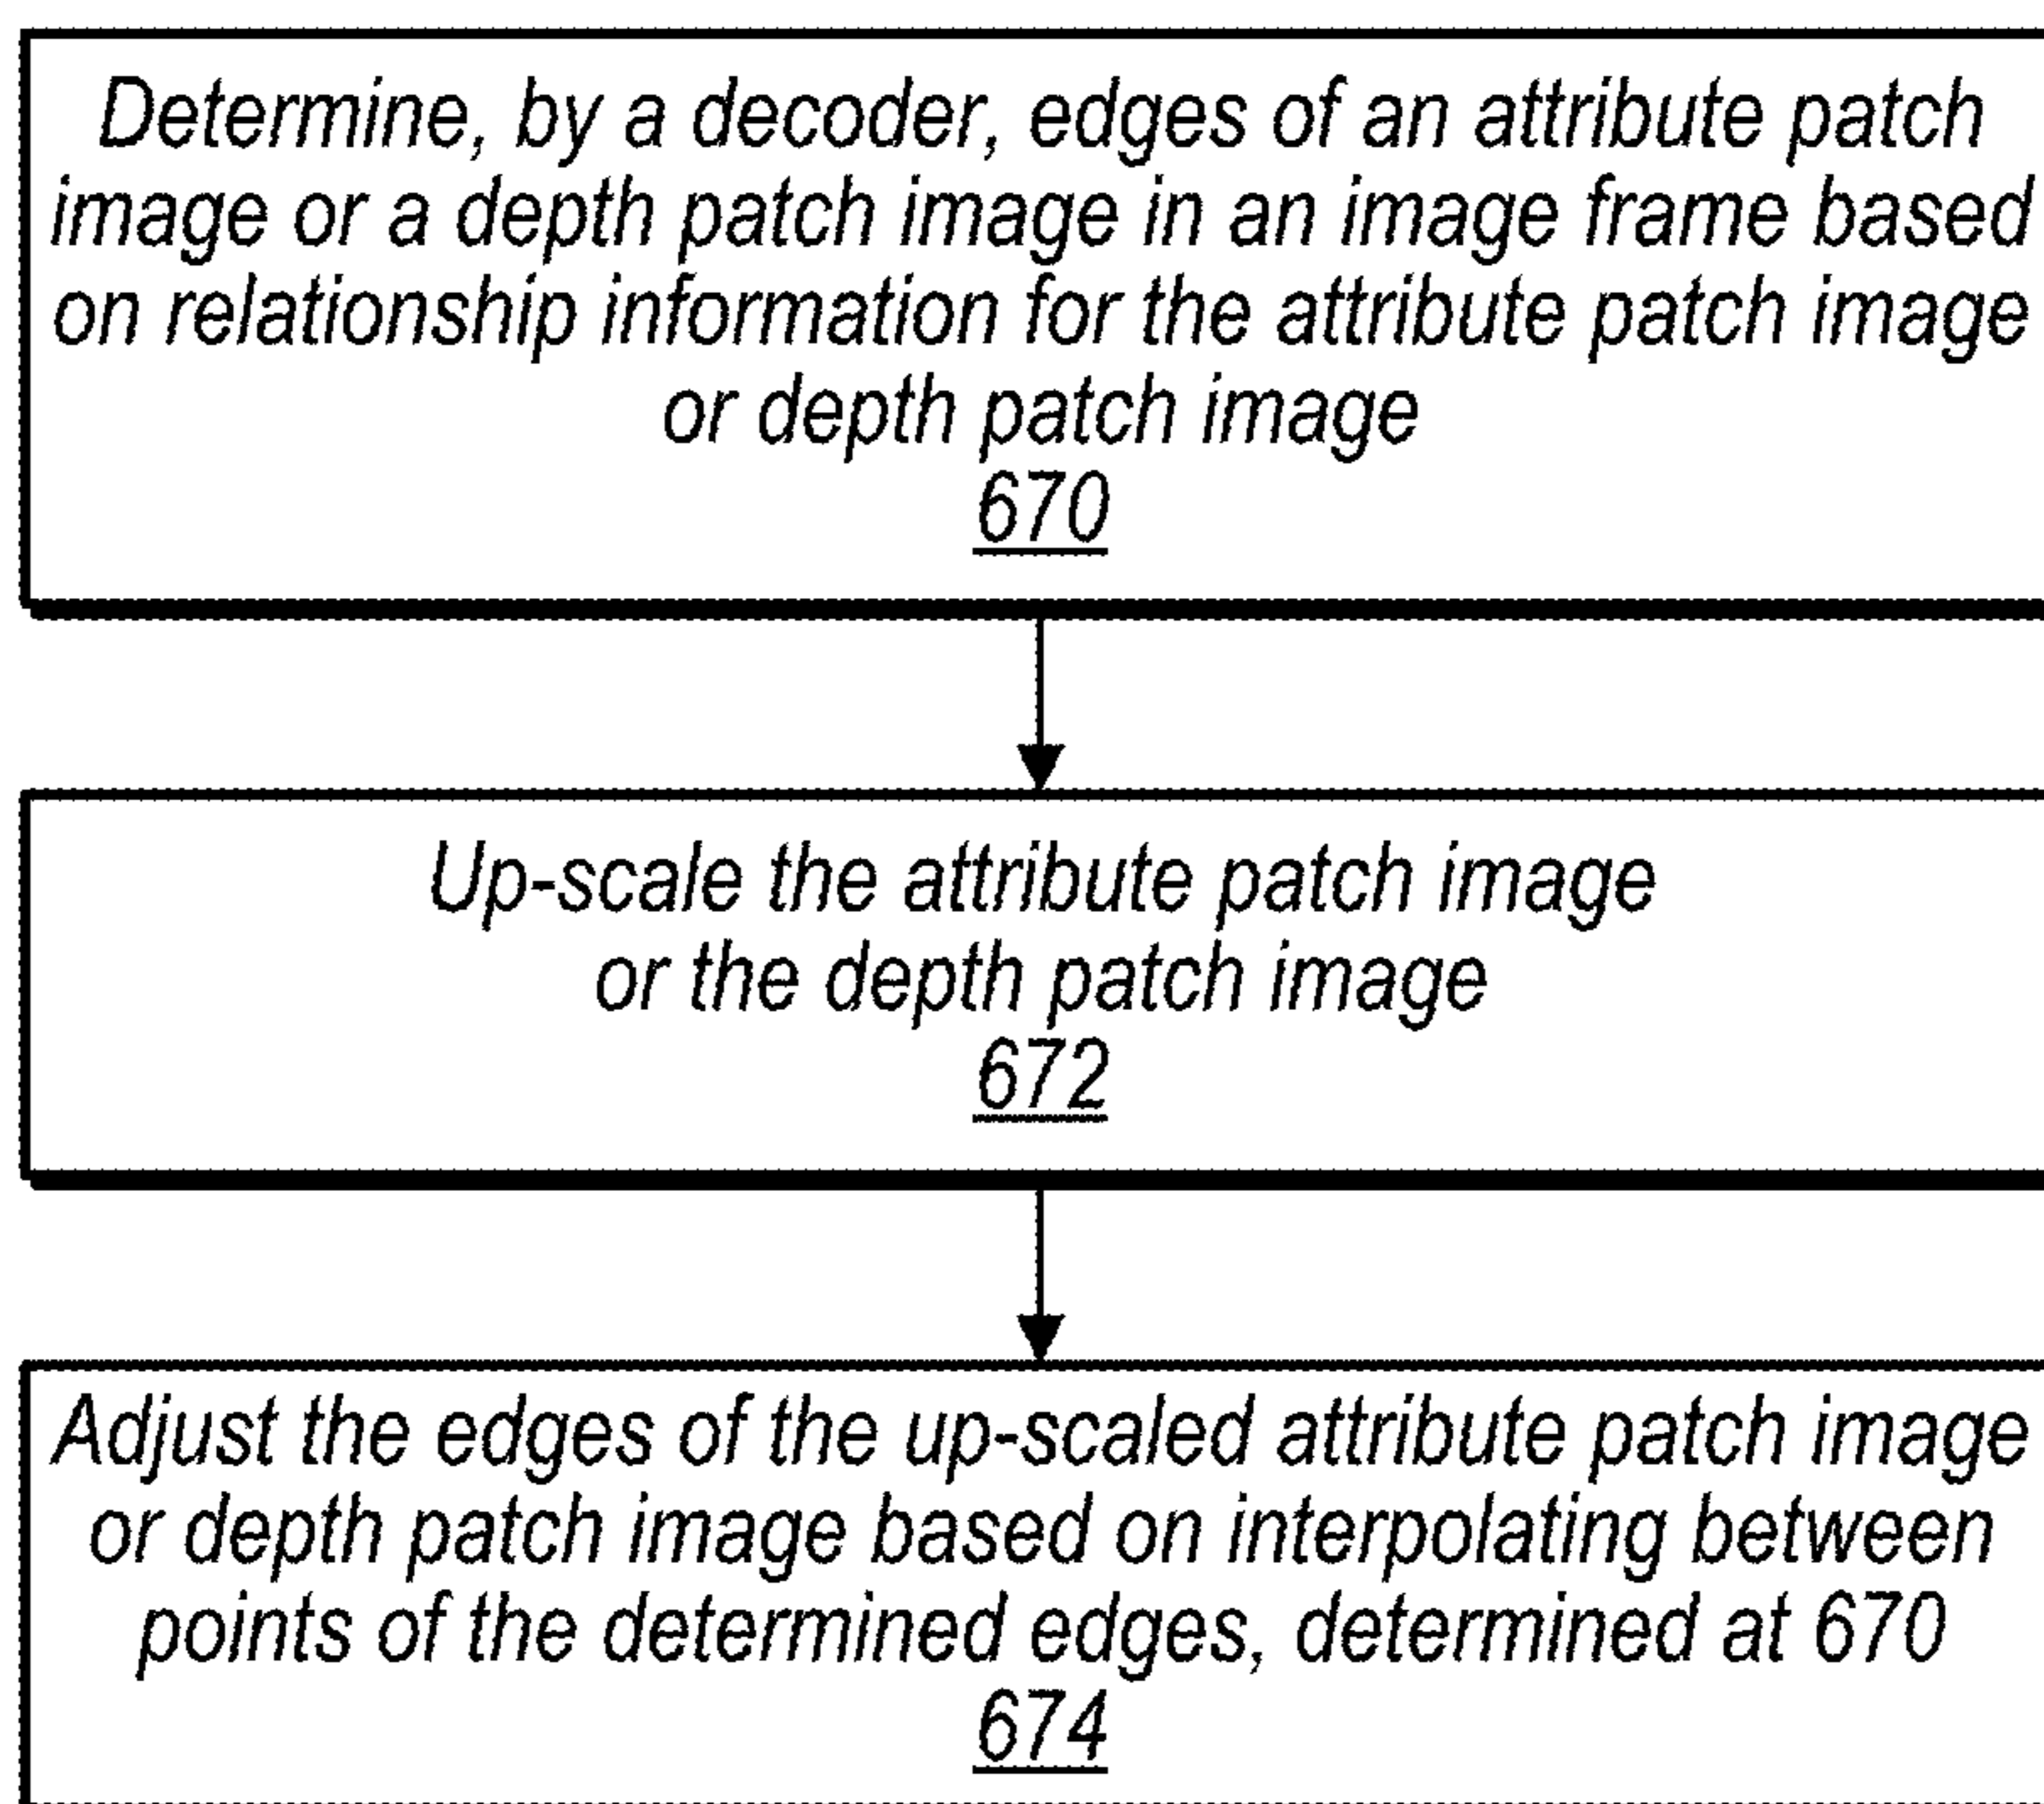 Determine, by a decoder, edges of an attribute patch
image or a depth patch image in an image frame based
on relationship information for the attribute patch image
or depth patch image
670
Up-scale the attribute patch image
or the depth patch image
672
Adjust the edges of the up-scaled attribute patch image
or depth patch image based on interpolating between
points of the determined edges, determined at 670
674